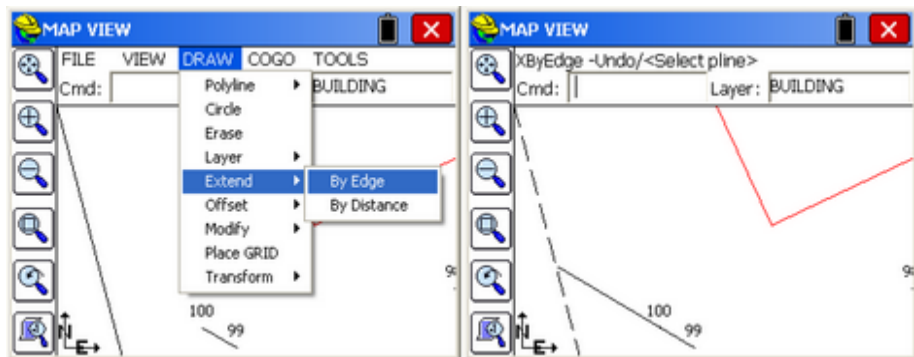 MAP VIEW
FILE VIEW DRAW COGO TOOLS
Cmd: BUILDING
Polyline
Circle
Erase
Layer
Extend
By Edge
Offset
By Distance
Modify
Place GRID
Transform
100
99
N
E
MAP VIEW
XByEdge -Undo/<Select pline>
Cmd: Layer: BUILDING
100
99
N
E